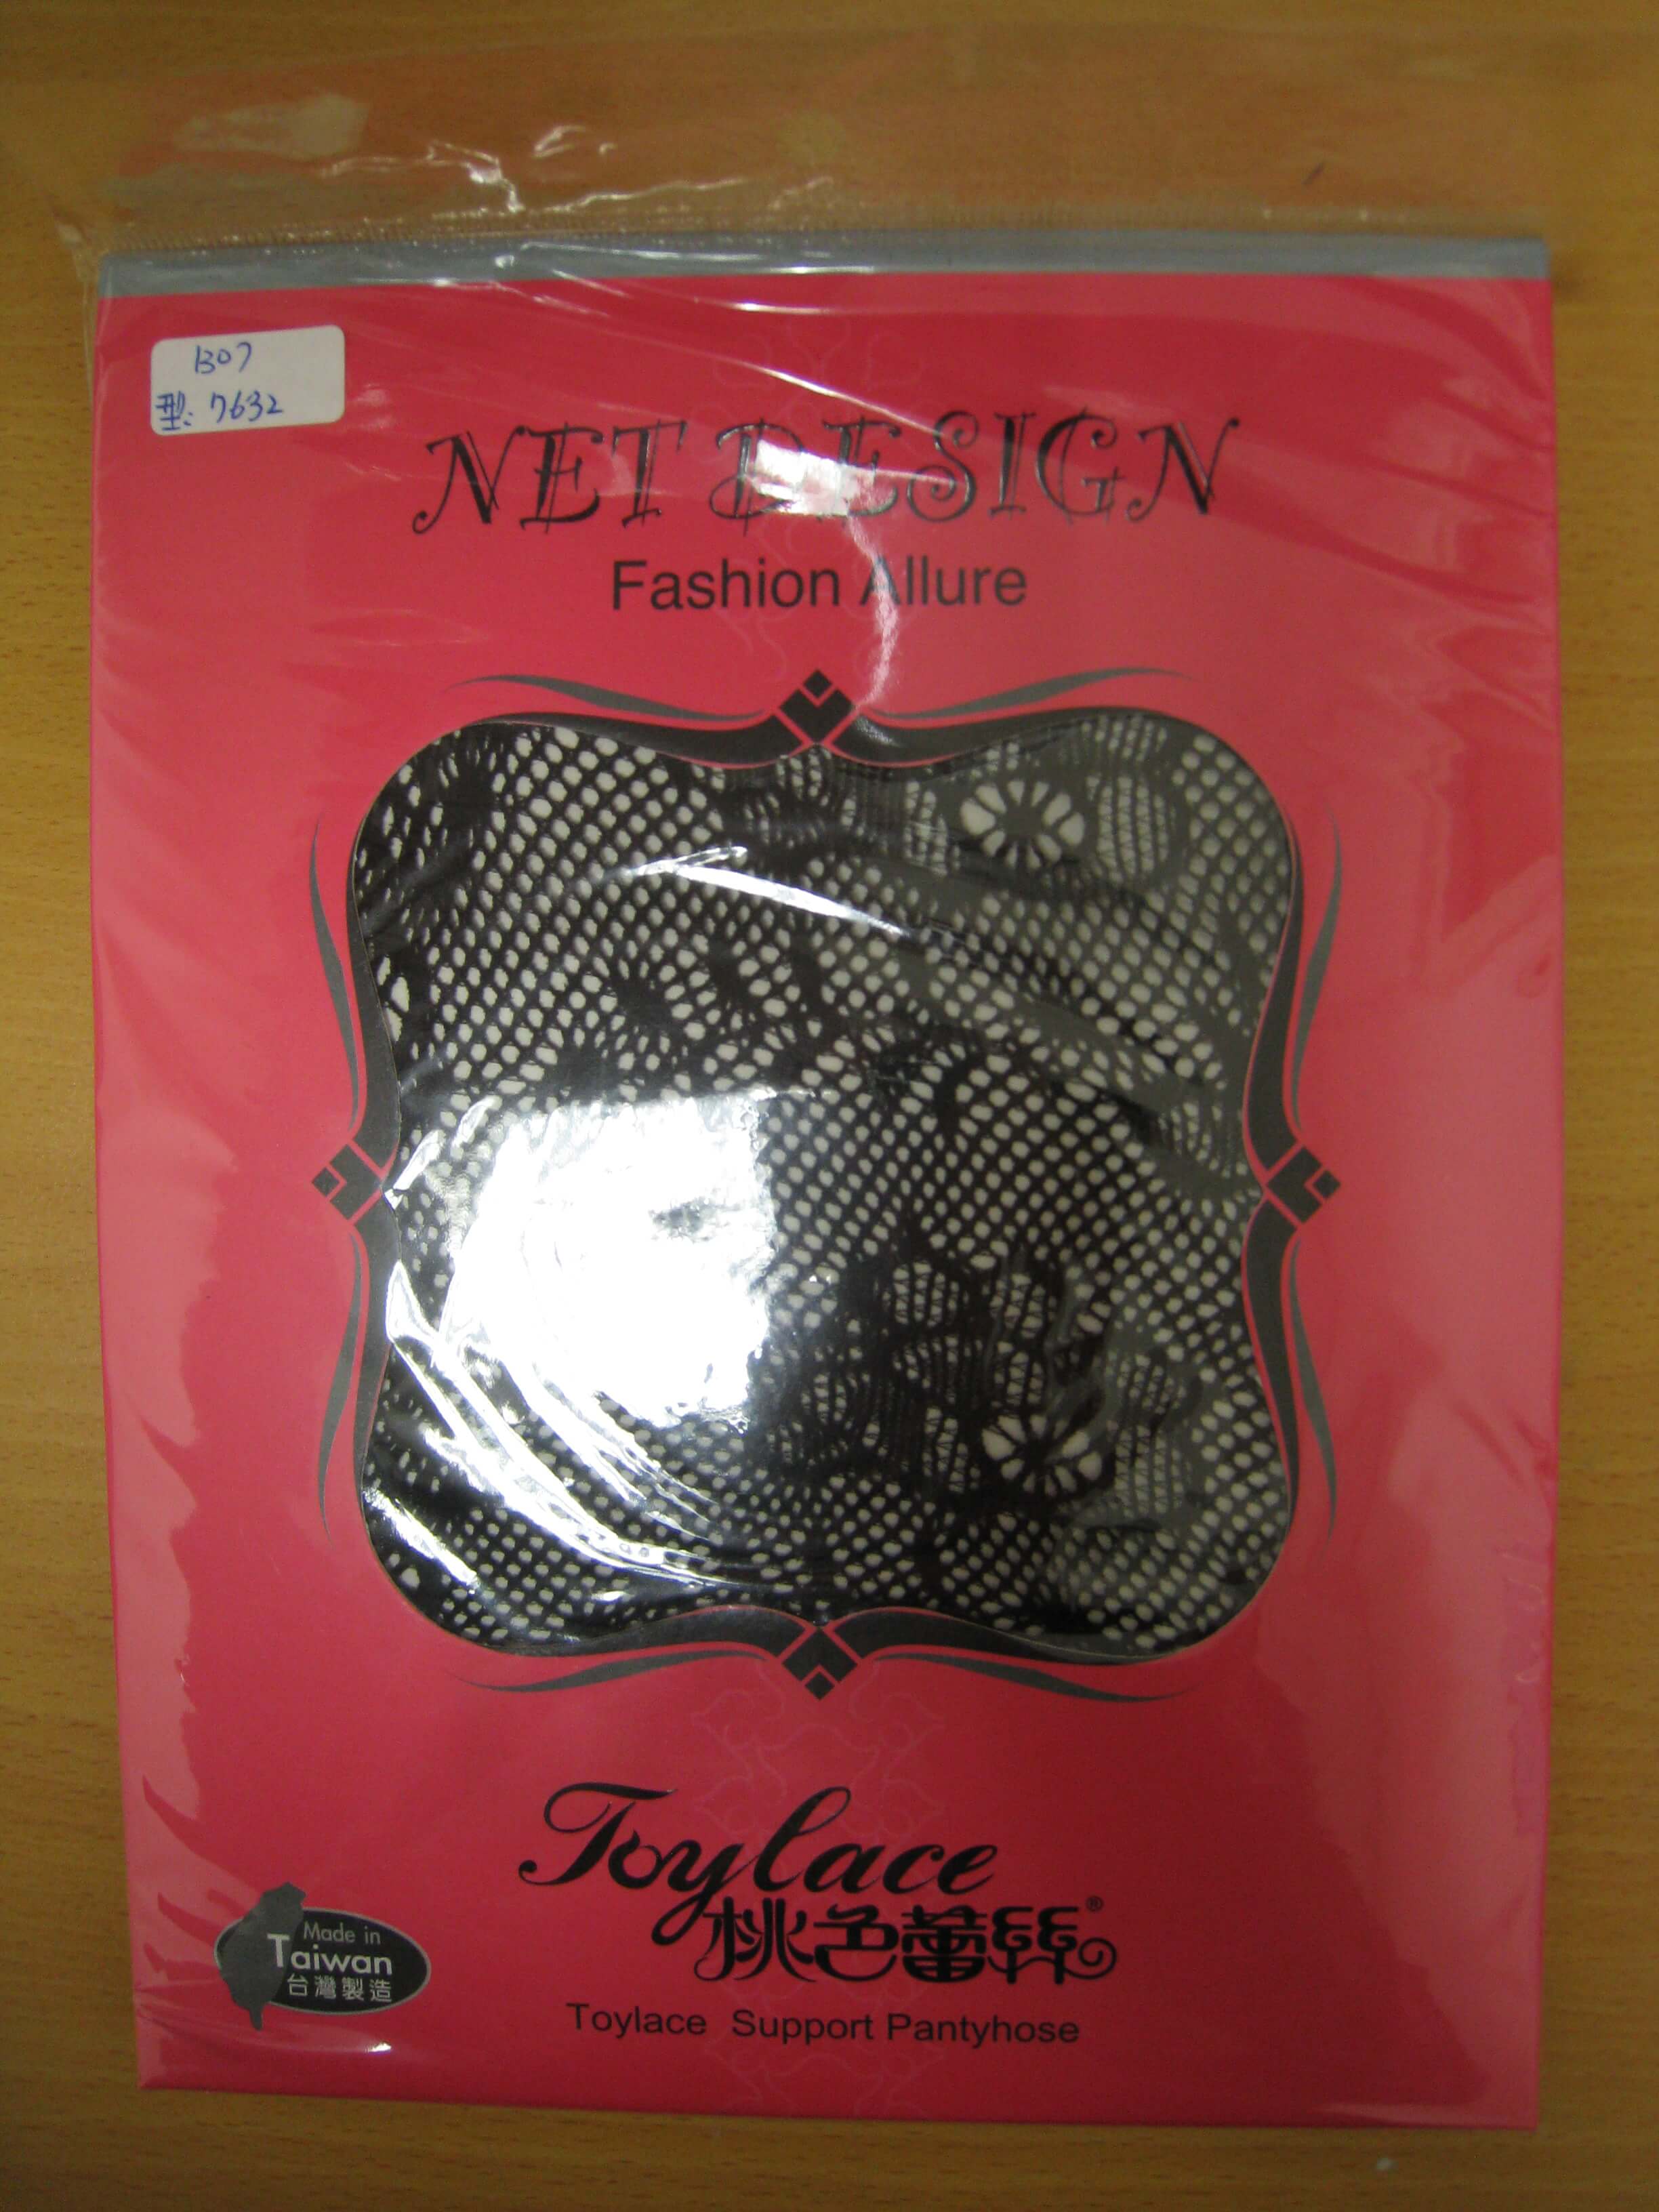 1307
型: 7632
NET DESIGN
Fashion Allure
Toylace
桃色蕾絲®
Made in
Taiwan
台灣製造
Toylace Support Pantyhose